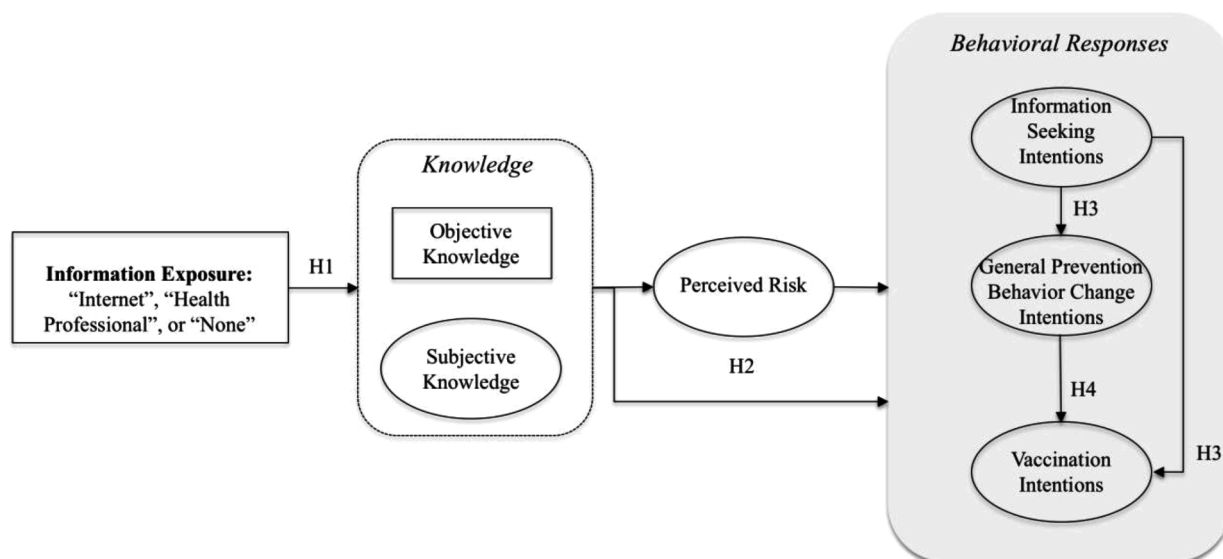 Behavioral Responses
Information
Seeking
Intentions
Knowledge
H3
Objective
Knowledge
H1
Information Exposure:
“Internet”, “Health
Professional”, or “None”
Perceived Risk
General Prevention
Behavior Change
Intentions
Subjective
Knowledge
H2
H4
Vaccination
Intentions
H3